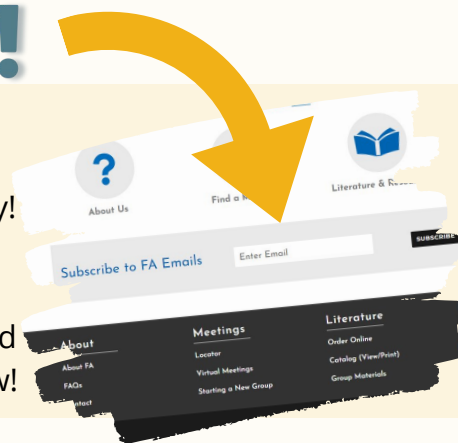 !
y!
d
w!
?
About Us
Find a
Literature &
Subscribe to FA Emails
Enter Email
SUBSCRIBE
About
About FA
FAQs
Meetings
Locator
Virtual Meetings
Starting a New Group
Literature
Order Online
Catalog (View/Print)
Group Materials